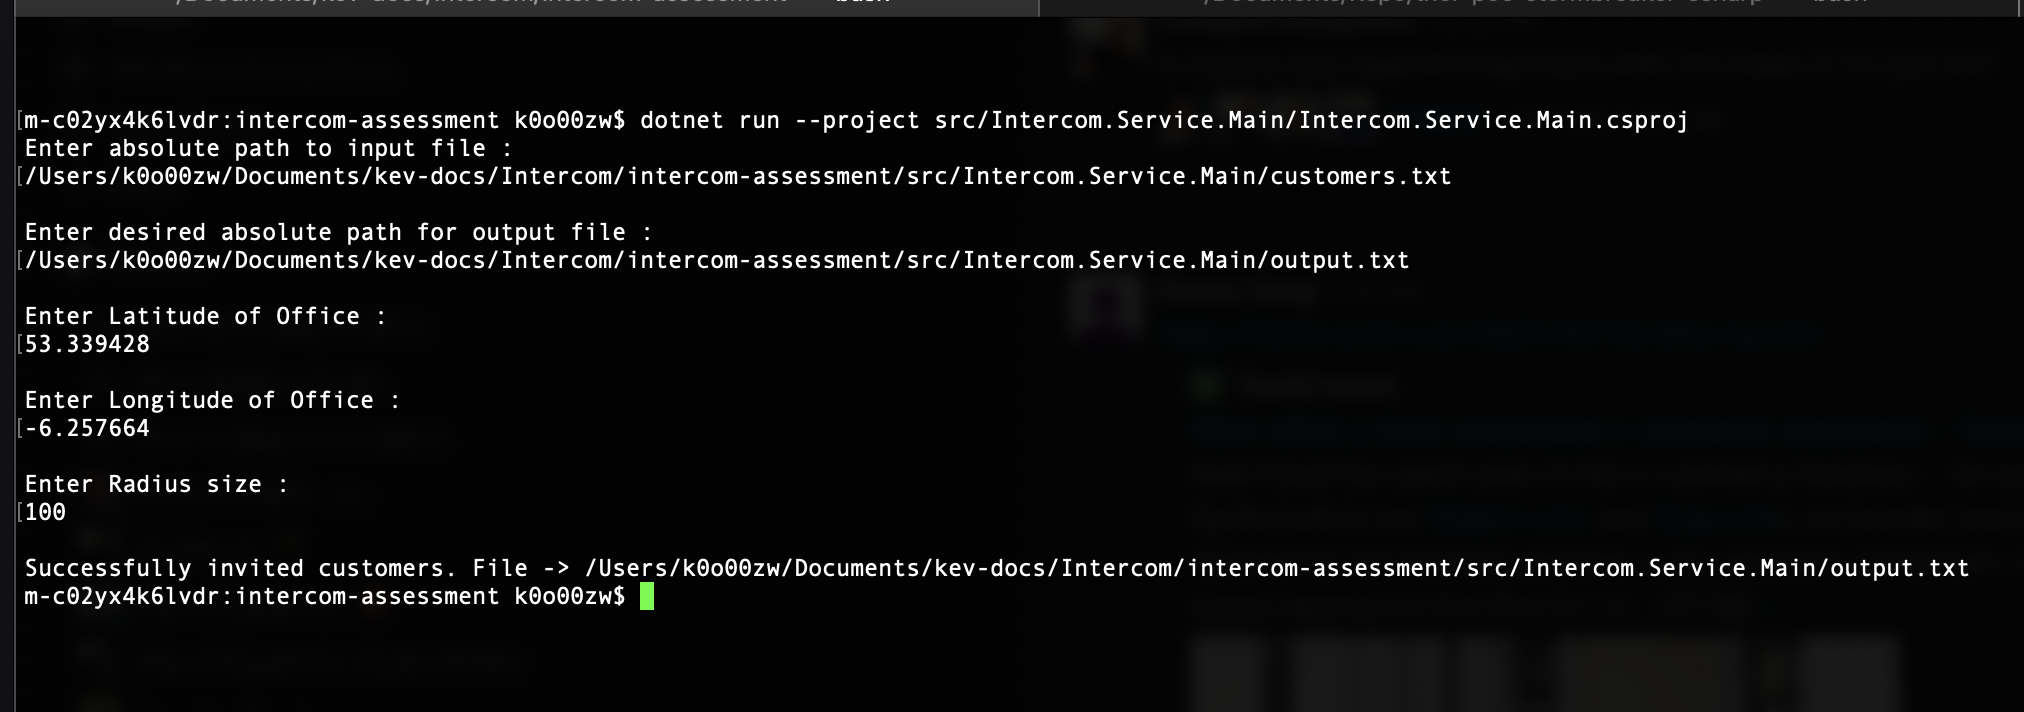 m-c02yx4k6lvdr:intercom-assessment k0o00zw$ dotnet run --project src/Intercom.Service.Main/Intercom.Service.Main.csproj
Enter absolute path to input file :
/Users/k0o00zw/Documents/kev-docs/Intercom/intercom-assessment/src/Intercom.Service.Main/customers.txt
Enter desired absolute path for output file :
/Users/k0o00zw/Documents/kev-docs/Intercom/intercom-assessment/src/Intercom.Service.Main/output.txt
Enter Latitude of Office :
53.339428
Enter Longitude of Office :
-6.257664
Enter Radius size :
100
Successfully invited customers. File -> /Users/k0o00zw/Documents/kev-docs/Intercom/intercom-assessment/src/Intercom.Service.Main/output.txt
m-c02yx4k6lvdr:intercom-assessment k0o00zw$